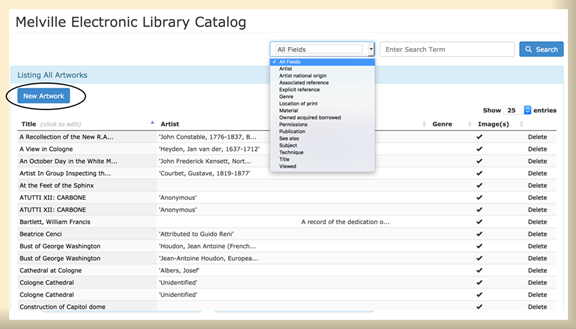 Melville Electronic Library Catalog
All Fields
Enter Search Term
Search
All Fields
Artist
Artist national origin
Associated reference
Explicit reference
Genre
Location of print
Material
Owned acquired borrowed
Permissions
Publication
See also
Subject
Technique
Title
Viewed
Listing All Artworks
New Artwork
Show 25 entries
Title (click to edit) Artist Genre Image(s) Delete
A Recollection of the New R.A... 'John Constable, 1776-1837, B... Delete
A View in Cologne 'Heyden, Jan van der, 1637-1712' Delete
An October Day in the White M... 'John Frederick Kensett, Nort... Delete
Artist In Group Inspecting th... 'Courbet, Gustave, 1819-1877' Delete
At the Feet of the Sphinx Delete
ATUTTI XII: CARBONE 'Anonymous' Delete
ATUTTI XII: CARBONE 'Anonymous' Delete
Bartlett, William Francis A record of the dedication o... Delete
Beatrice Cenci 'Attributed to Guido Reni' Delete
Bust of George Washington 'Houdon, Jean Antoine (French... Delete
Bust of George Washington 'Jean-Antoine Houdon, Europea... Delete
Cathedral at Cologne 'Albers, Josef' Delete
Cologne Cathedral 'Unidentified' Delete
Cologne Cathedral 'Unidentified' Delete
Construction of Capitol dome Delete